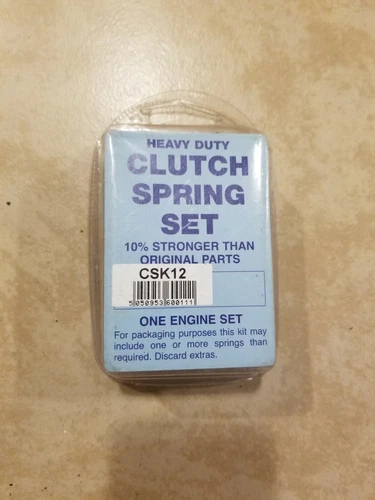 HEAVY DUTY
CLUTCH
SPRING
SET
10% STRONGER THAN
ORIGINAL PARTS
CSK12
5 050953 600111
ONE ENGINE SET
For packaging purposes this kit may
include one or more springs than
required. Discard extras.